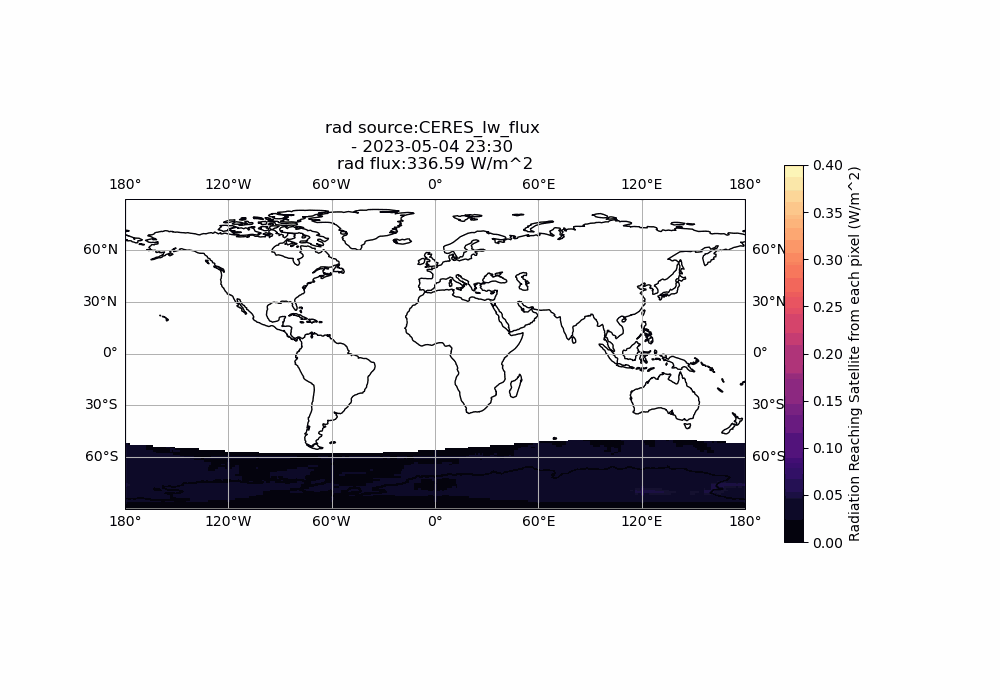 rad source:CERES_lw_flux
- 2023-05-04 23:30
rad flux:336.59 W/m^2
180° 120°W 60°W 0° 60°E 120°E 180°
60°N 60°N
30°N 30°N
0° 0°
30°S 30°S
60°S 60°S
180° 120°W 60°W 0° 60°E 120°E 180°
0.40
0.35
0.30
0.25
0.20
0.15
0.10
0.05
0.00
Radiation Reaching Satellite from each pixel (W/m^2)